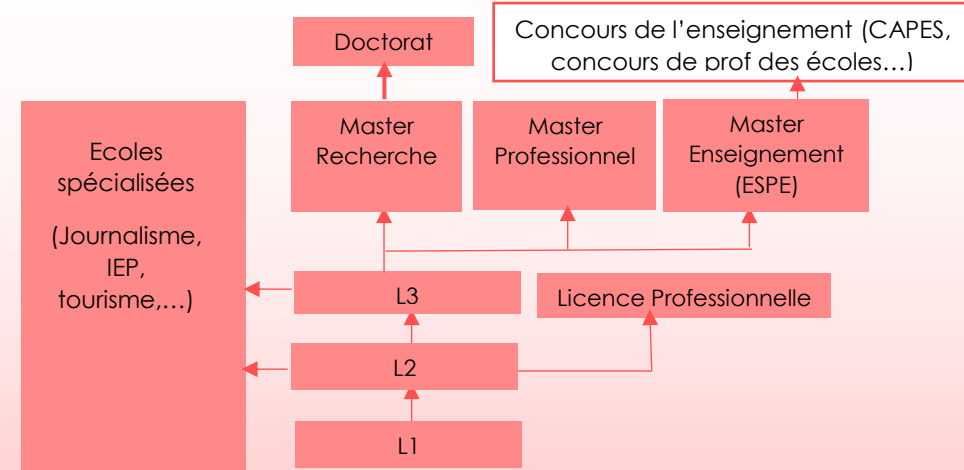 Doctorat
Concours de l'enseignement (CAPES,
concours de prof des écoles…)
Ecoles
spécialisées
(Journalisme,
IEP,
tourisme,…)
Master
Recherche
Master
Professionnel
Master
Enseignement
(ESPE)
L3
Licence Professionnelle
L2
L1